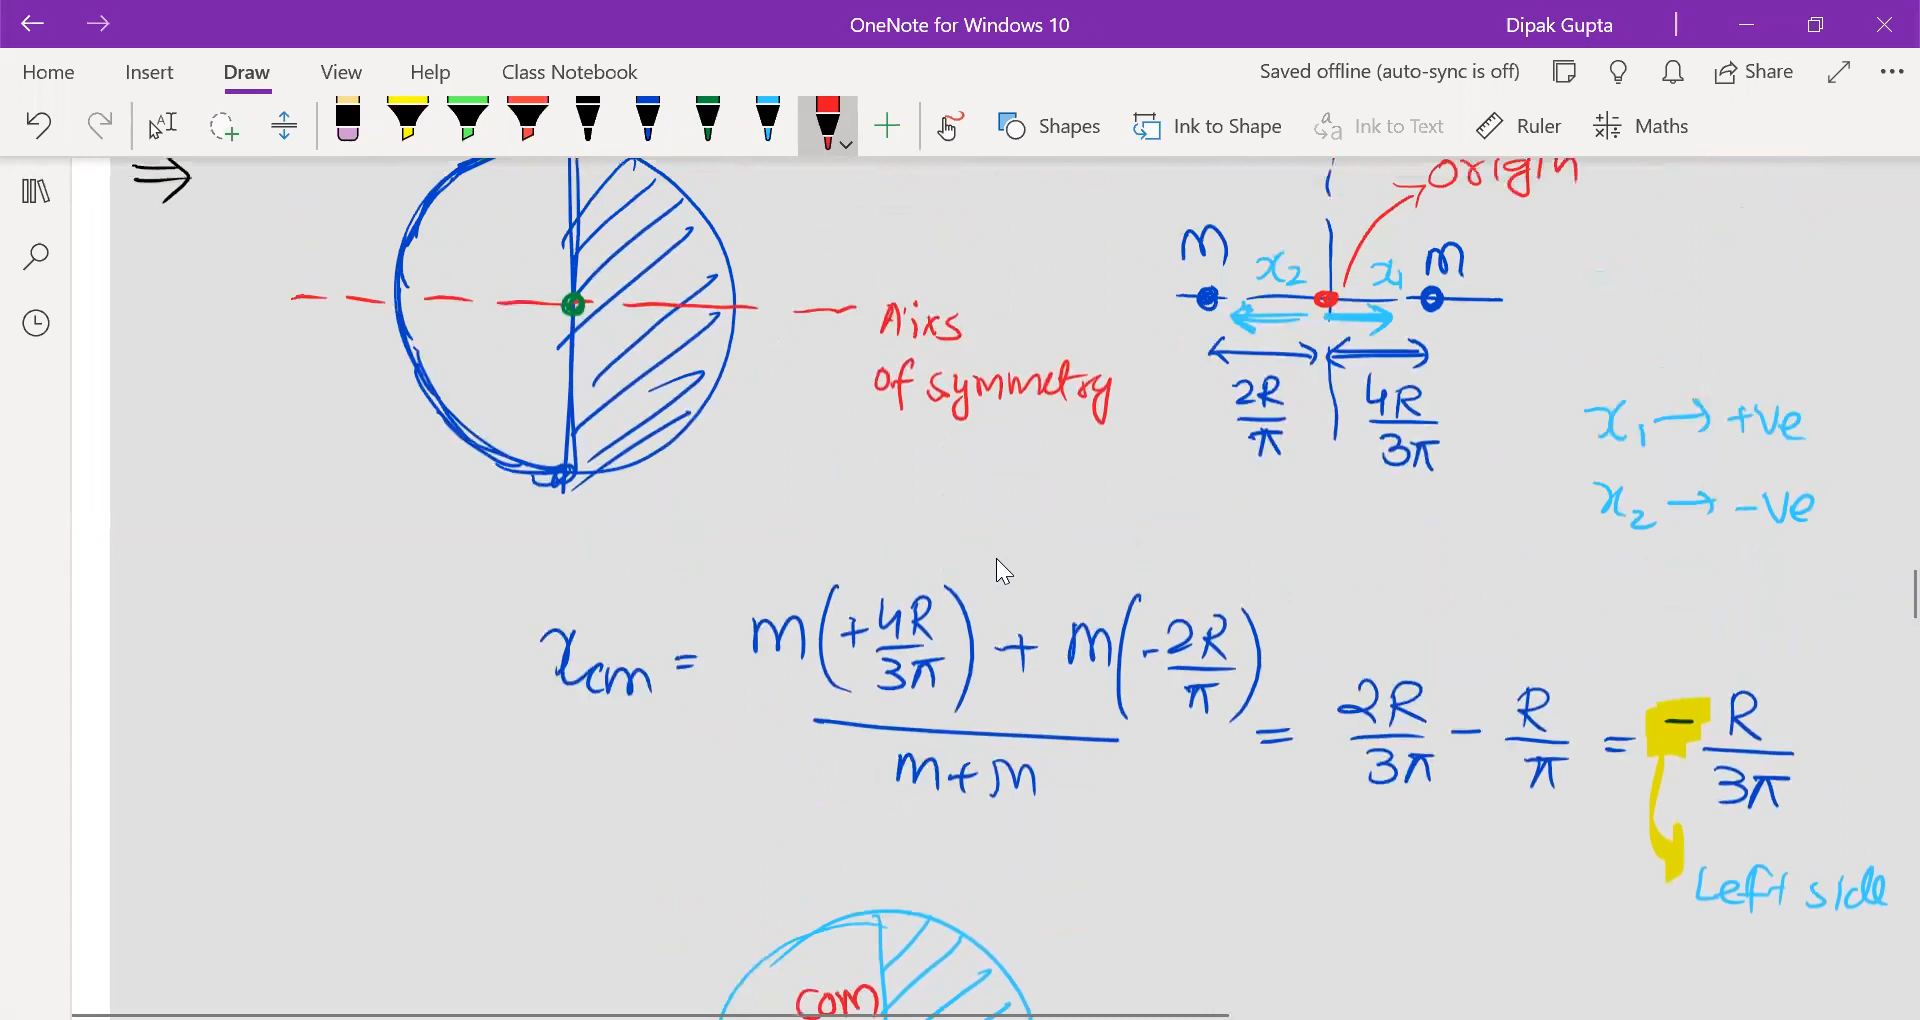 OneNote for Windows 10
Dipak Gupta
Home Insert Draw View Help Class Notebook
Saved offline (auto-sync is off) Share
Shapes Ink to Shape Ink to Text Ruler Maths
origin
m x₂ x₁ m
Aixs
of symmetry
2R/π 4R/3π
x₁ → +ve
x₂ → -ve
x_cm = (m(+4R/3π) + m(-2R/π))/(m+m) = 2R/3π - R/π = - R/3π
Left side
com